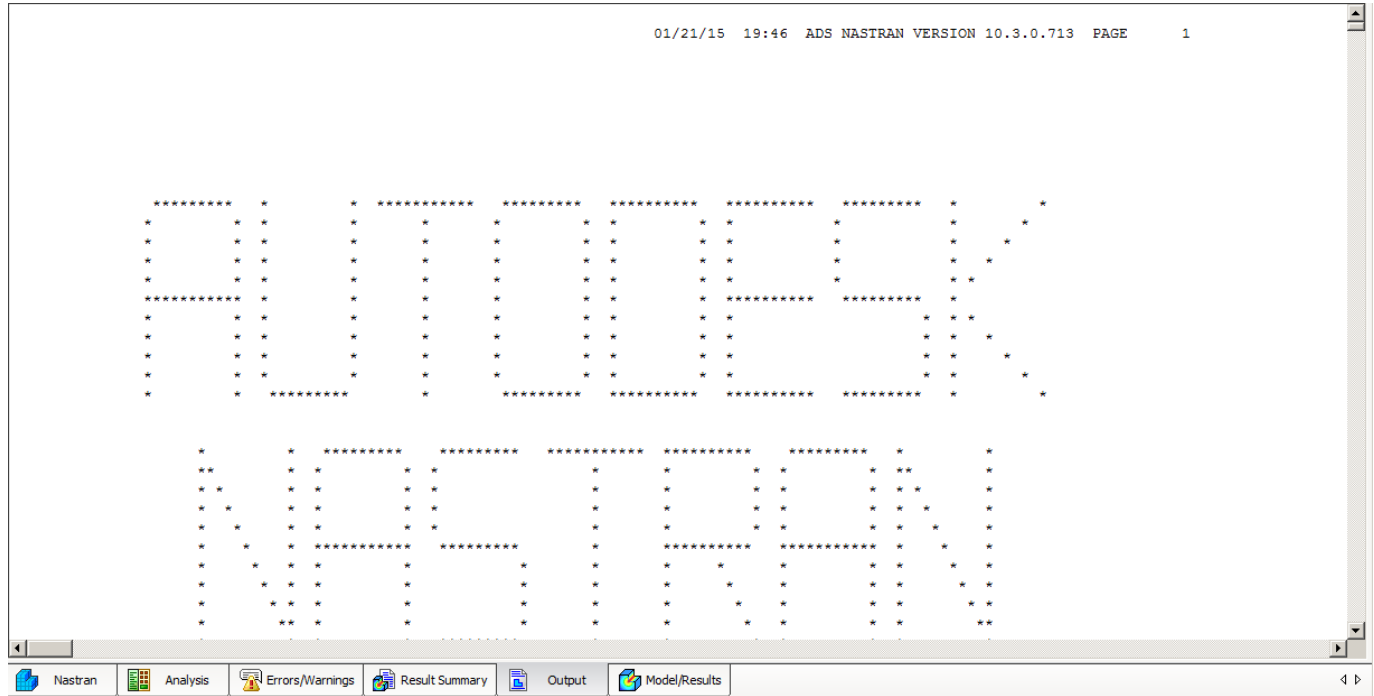 01/21/15 19:46 ADS NASTRAN VERSION 10.3.0.713 PAGE 1
AUTODESK
NASTRAN
Nastran Analysis Errors/Warnings Result Summary Output Model/Results